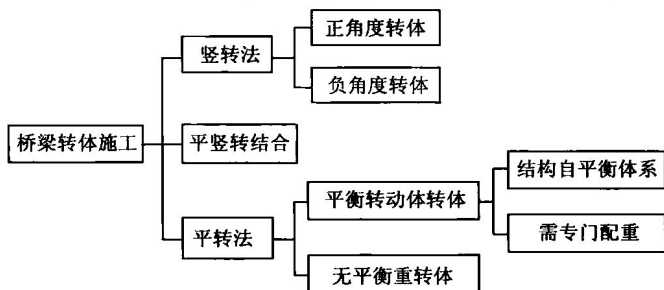 正角度转体
竖转法
负角度转体
桥梁转体施工
平竖转结合
结构自平衡体系
平衡转动体转体
平转法
需专门配重
无平衡重转体